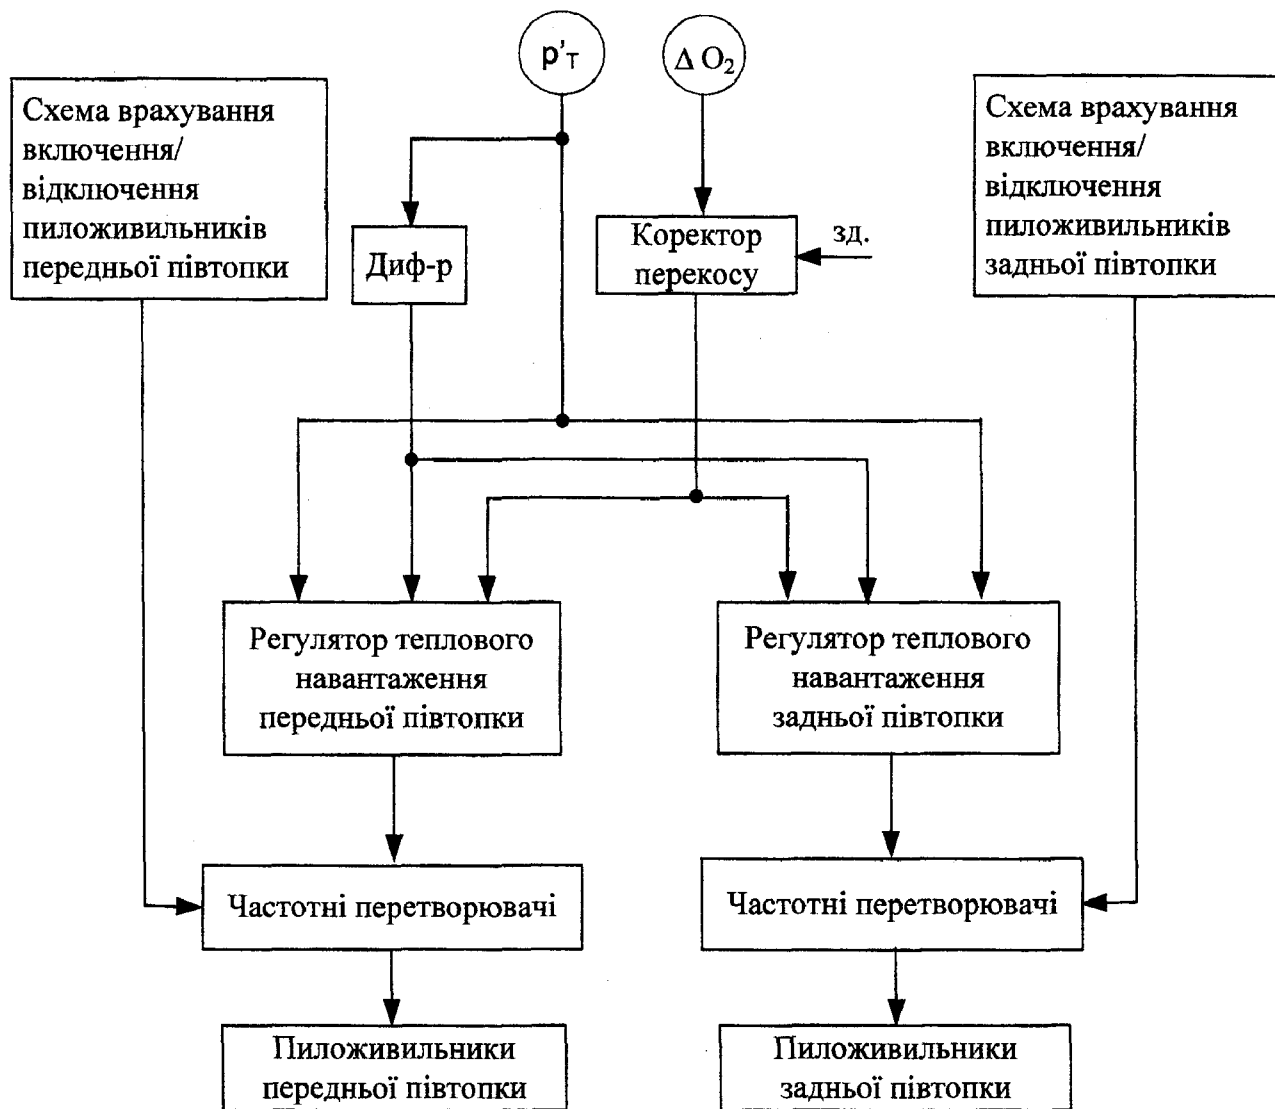 p'т
Δ O₂
Схема врахування
включення/
відключення
пиложивильників
передньої півтопки
Схема врахування
включення/
відключення
пиложивильників
задньої півтопки
Диф-р
Коректор
перекосу
зд.
Регулятор теплового
навантаження
передньої півтопки
Регулятор теплового
навантаження
задньої півтопки
Частотні перетворювачі
Частотні перетворювачі
Пиложивильники
передньої півтопки
Пиложивильники
задньої півтопки